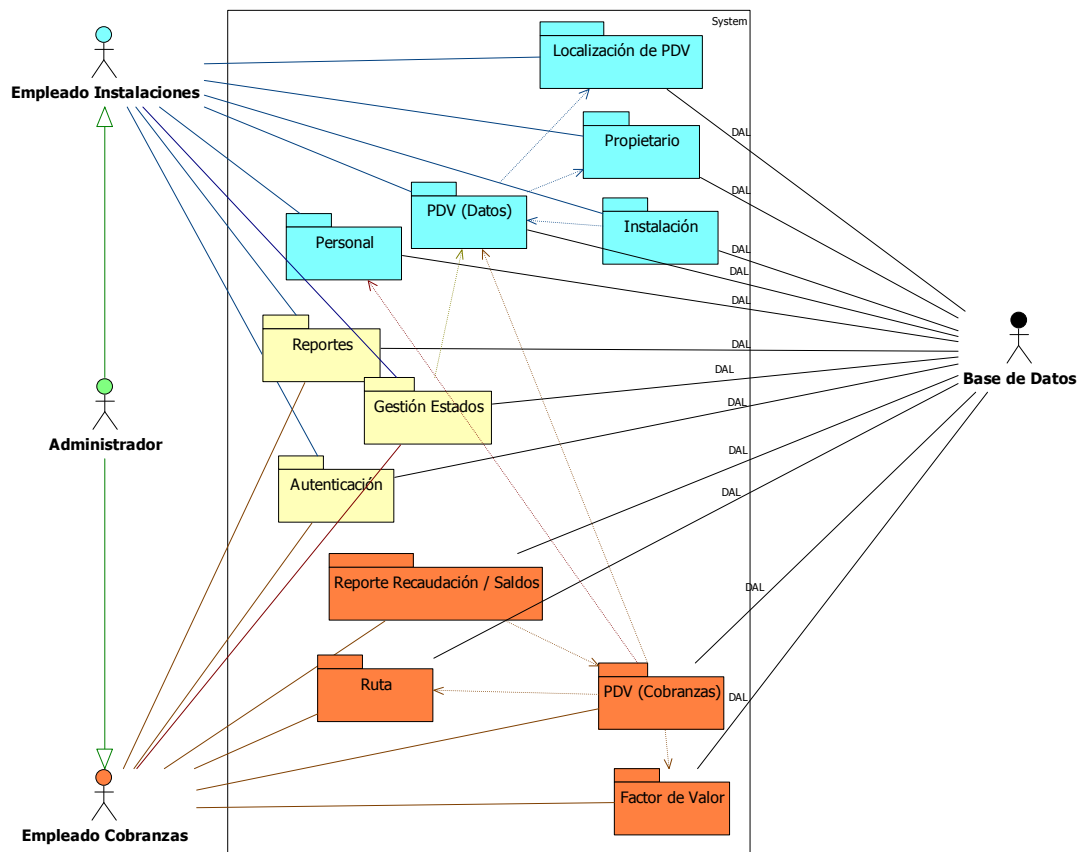 System
Localización de PDV
Empleado Instalaciones
DAL
Propietario
DAL
PDV (Datos)
Instalación
Personal
DAL
DAL
DAL
Reportes
DAL
Base de Datos
DAL
Gestión Estados
Administrador
DAL
Autenticación
DAL
Reporte Recaudación / Saldos
DAL
Ruta
PDV (Cobranzas)
DAL
Factor de Valor
Empleado Cobranzas